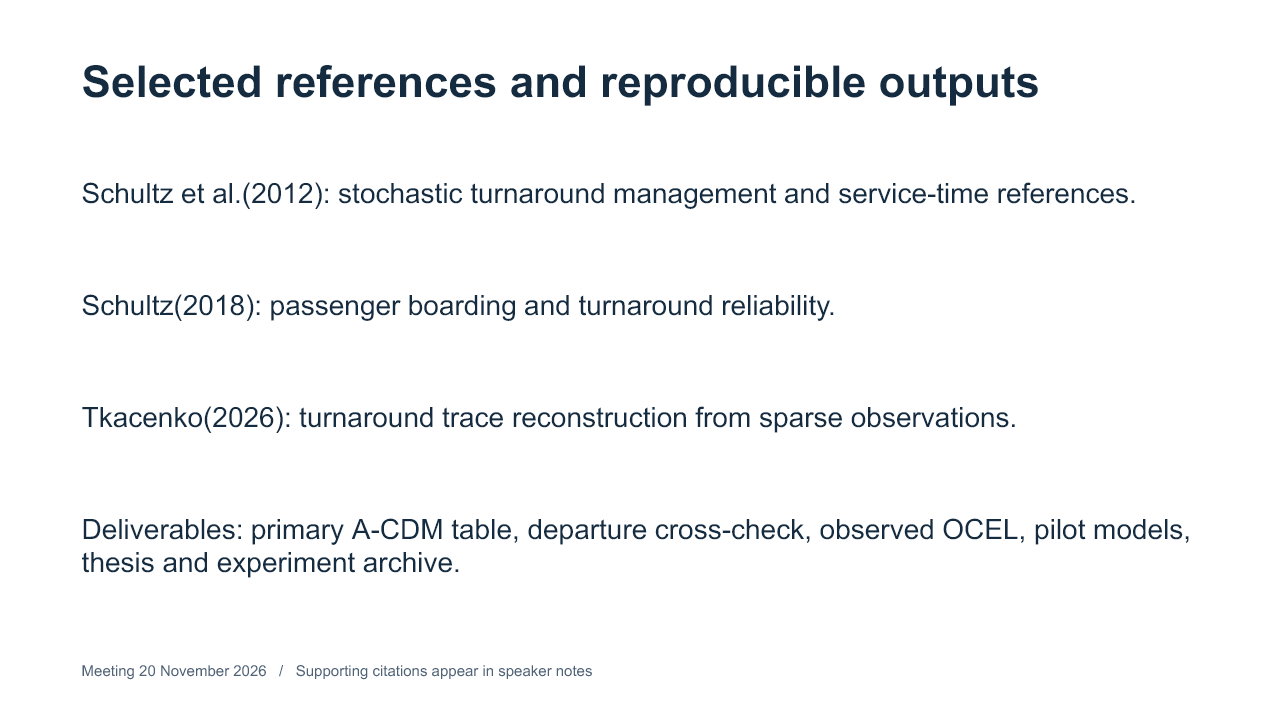 Selected references and reproducible outputs
Schultz et al.(2012): stochastic turnaround management and service-time references.
Schultz(2018): passenger boarding and turnaround reliability.
Tkacenko(2026): turnaround trace reconstruction from sparse observations.
Deliverables: primary A-CDM table, departure cross-check, observed OCEL, pilot models,
thesis and experiment archive.
Meeting 20 November 2026 / Supporting citations appear in speaker notes